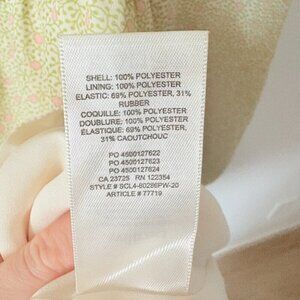 SHELL: 100% POLYESTER
LINING: 100% POLYESTER
ELASTIC: 69% POLYESTER, 31%
RUBBER
COQUILLE: 100% POLYESTER
DOUBLURE: 100% POLYESTER
ÉLASTIQUE: 69% POLYESTER,
31% CAOUTCHOUC
PO 4500127622
PO 4500127623
PO 4500127624
CA 23725 RN 122354
STYLE # SCL4-80286PW-20
ARTICLE # 77719